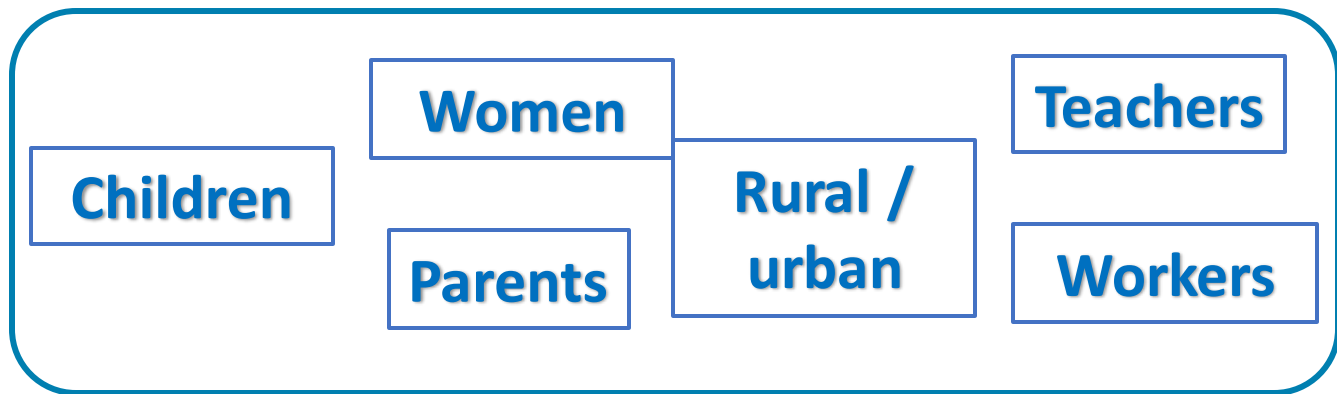 Children
Women
Parents
Rural /
urban
Teachers
Workers